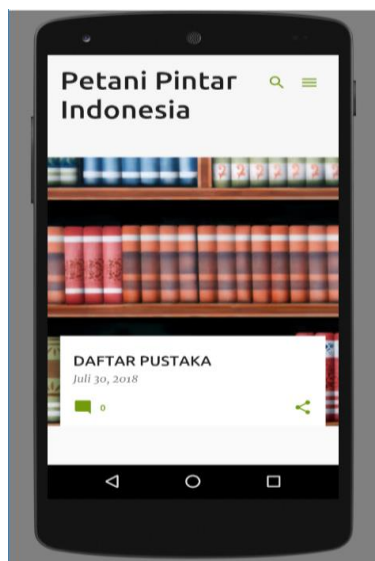 Petani Pintar
Indonesia
DAFTAR PUSTAKA
Juli 30, 2018
0